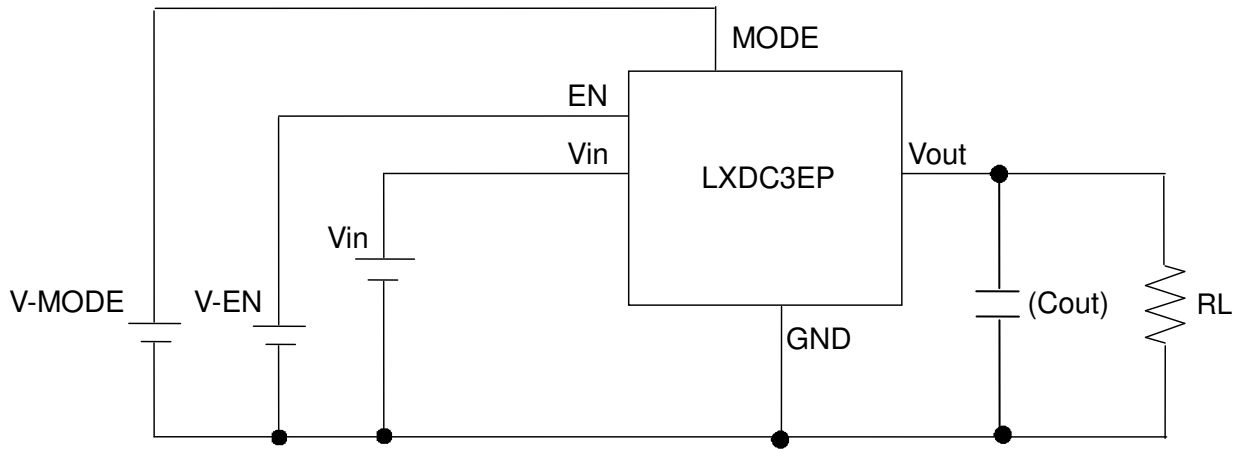 MODE
EN
Vin
LXDC3EP
Vout
Vin
V-MODE
V-EN
(Cout)
RL
GND